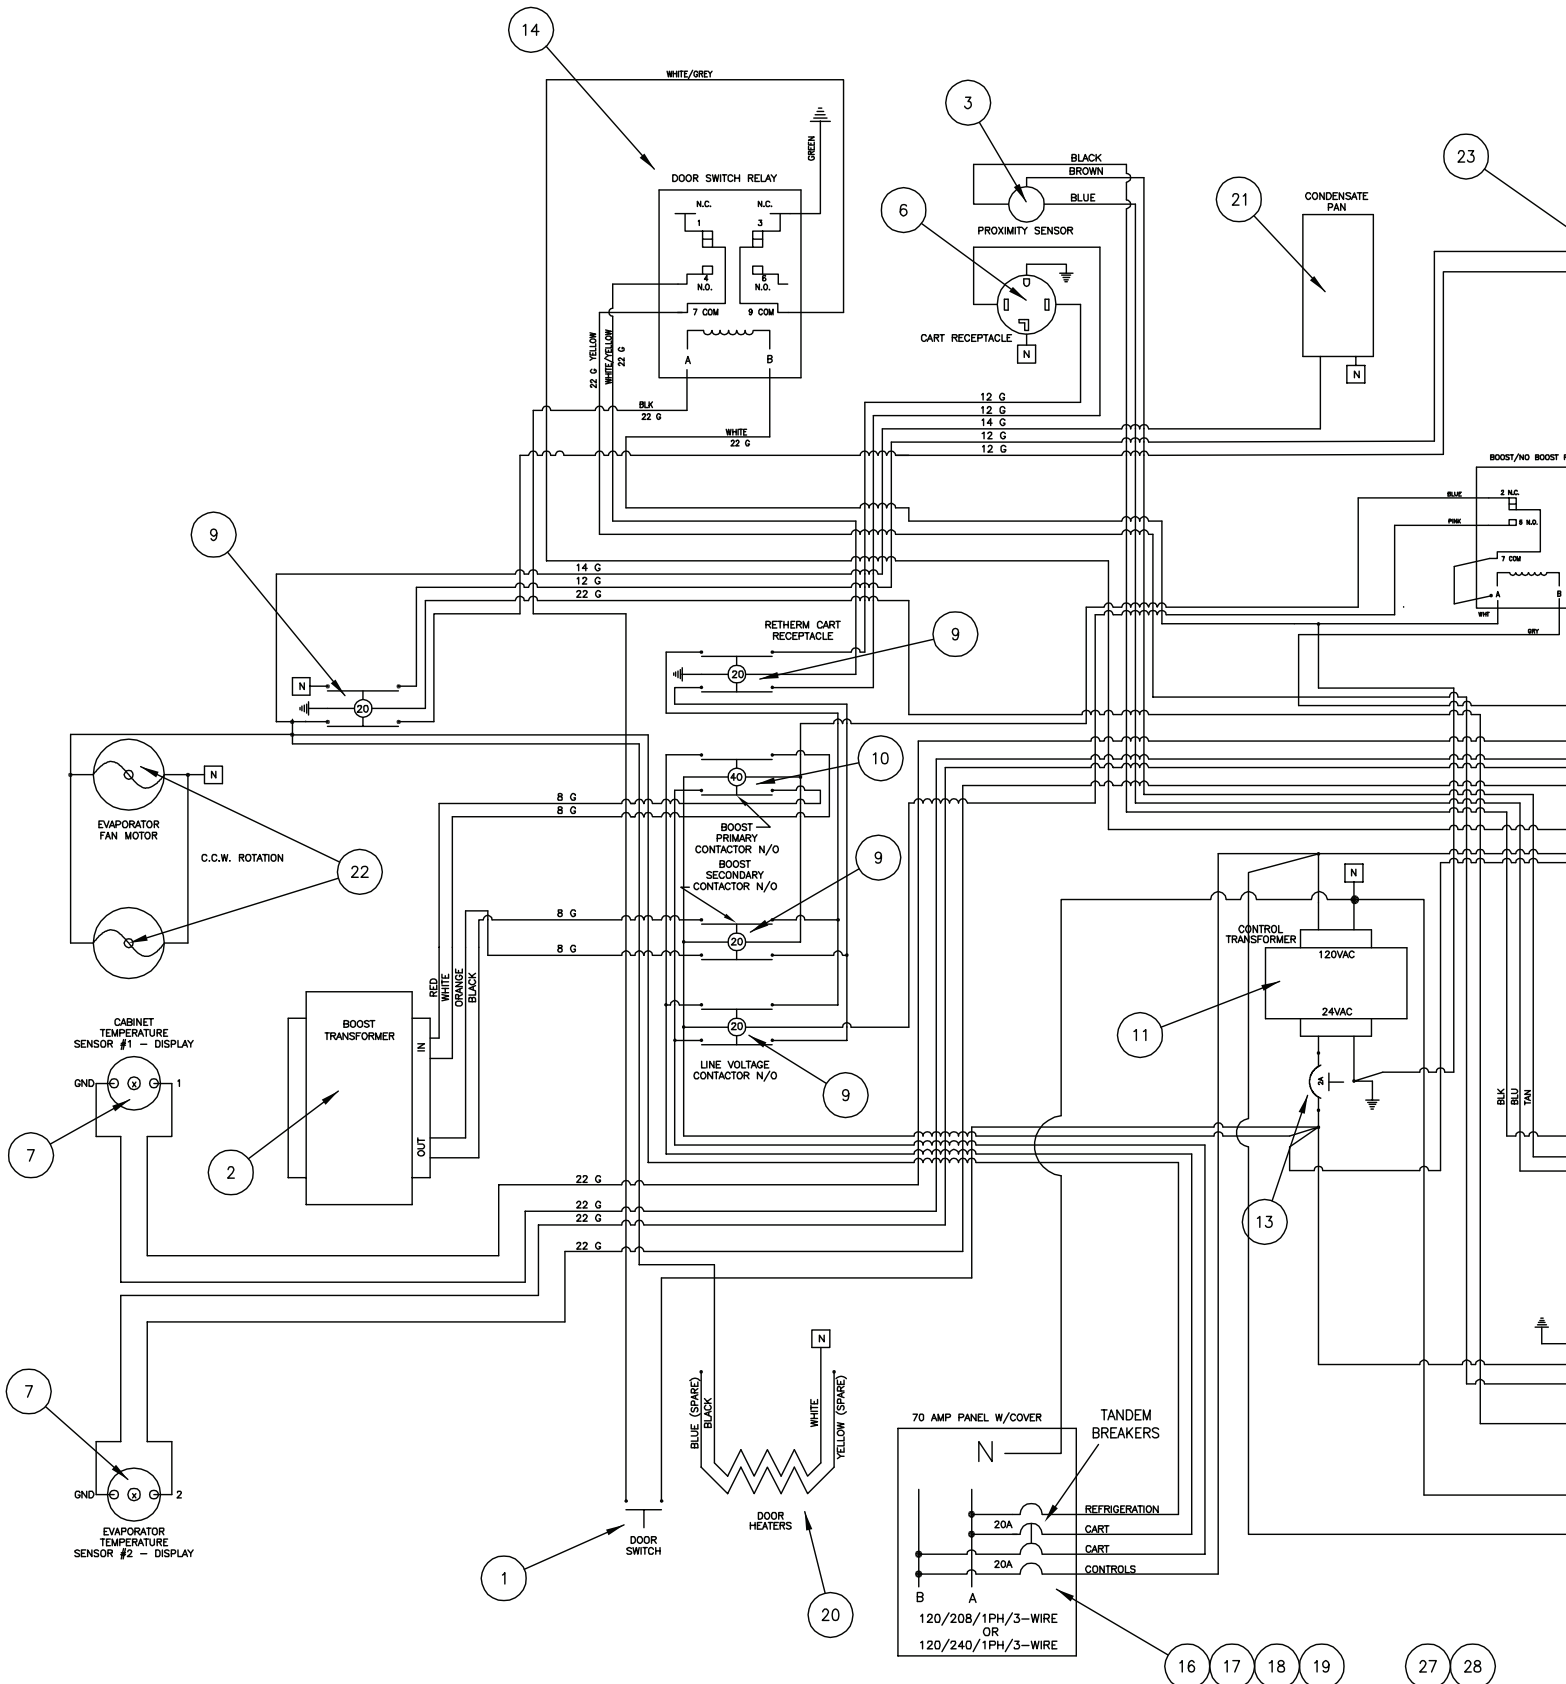 14
WHITE/GREY
3
GREEN
BLACK
BROWN
BLUE
23
DOOR SWITCH RELAY
N.C.
N.C.
1
3
6
21
CONDENSATE
PAN
PROXIMITY SENSOR
4
N.O.
6
N.O.
7 COM
9 COM
CART RECEPTACLE
N
N
A
B
22 G YELLOW
WHITE/YELLOW
22 G
BLK
22 G
WHITE
22 G
12 G
12 G
14 G
12 G
12 G
BOOST/NO BOOST
BLUE
2 N.C.
PINK
6 N.O.
7 COM
A
B
WHT
GRY
9
14 G
12 G
22 G
RETHERM CART
RECEPTACLE
9
20
N
20
N
10
40
EVAPORATOR
FAN MOTOR
C.C.W. ROTATION
22
8 G
8 G
BOOST
PRIMARY
CONTACTOR N/O
BOOST
SECONDARY
CONTACTOR N/O
9
20
8 G
8 G
N
CONTROL
TRANSFORMER
120VAC
24VAC
11
RED
WHITE
ORANGE
BLACK
BOOST
TRANSFORMER
IN
OUT
2
CABINET
TEMPERATURE
SENSOR #1 - DISPLAY
GND
X
1
7
20
LINE VOLTAGE
CONTACTOR N/O
9
2A
13
BLK
BLU
TAN
22 G
22 G
22 G
22 G
N
BLUE (SPARE)
BLACK
WHITE
YELLOW (SPARE)
DOOR
HEATERS
20
7
GND
X
2
EVAPORATOR
TEMPERATURE
SENSOR #2 - DISPLAY
DOOR
SWITCH
1
70 AMP PANEL W/COVER
TANDEM
BREAKERS
N
REFRIGERATION
20A
CART
CART
20A
CONTROLS
B
A
120/208/1PH/3-WIRE
OR
120/240/1PH/3-WIRE
16
17
18
19
27
28